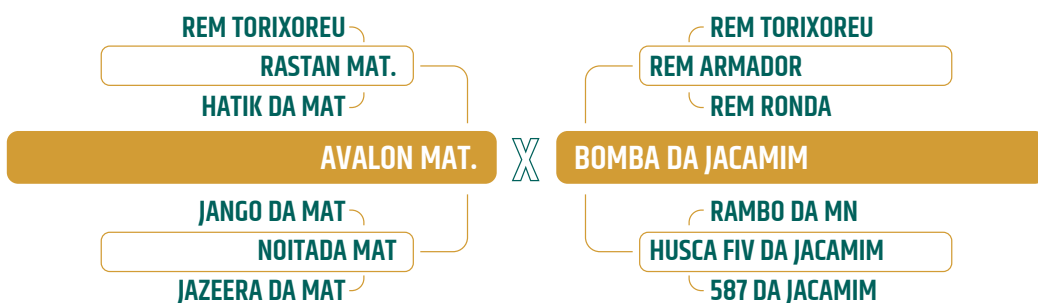 REM TORIXOREU
RASTAN MAT.
HATIK DA MAT
AVALON MAT.
JANGO DA MAT
NOITADA MAT
JAZEERA DA MAT
X
REM TORIXOREU
REM ARMADOR
REM RONDA
BOMBA DA JACAMIM
RAMBO DA MN
HUSCA FIV DA JACAMIM
587 DA JACAMIM